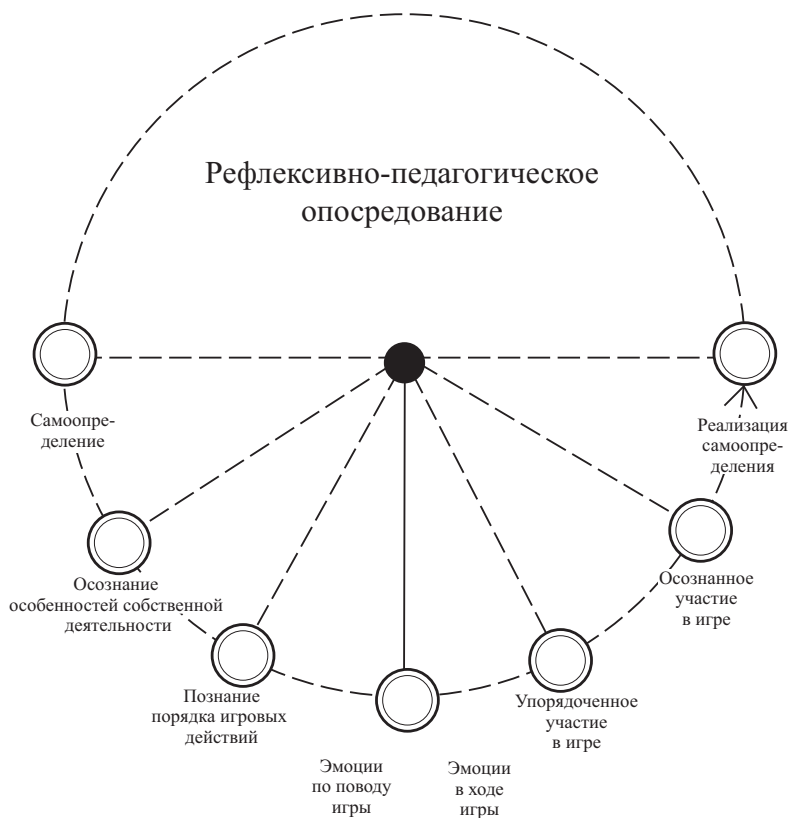 Рефлексивно-педагогическое
опосредование
Самоопре-
деление
Реализация
самоопре-
деления
Осознание
особенностей собственной
деятельности
Осознанное
участие
в игре
Познание
порядка игровых
действий
Упорядоченное
участие
в игре
Эмоции
по поводу
игры
Эмоции
в ходе
игры